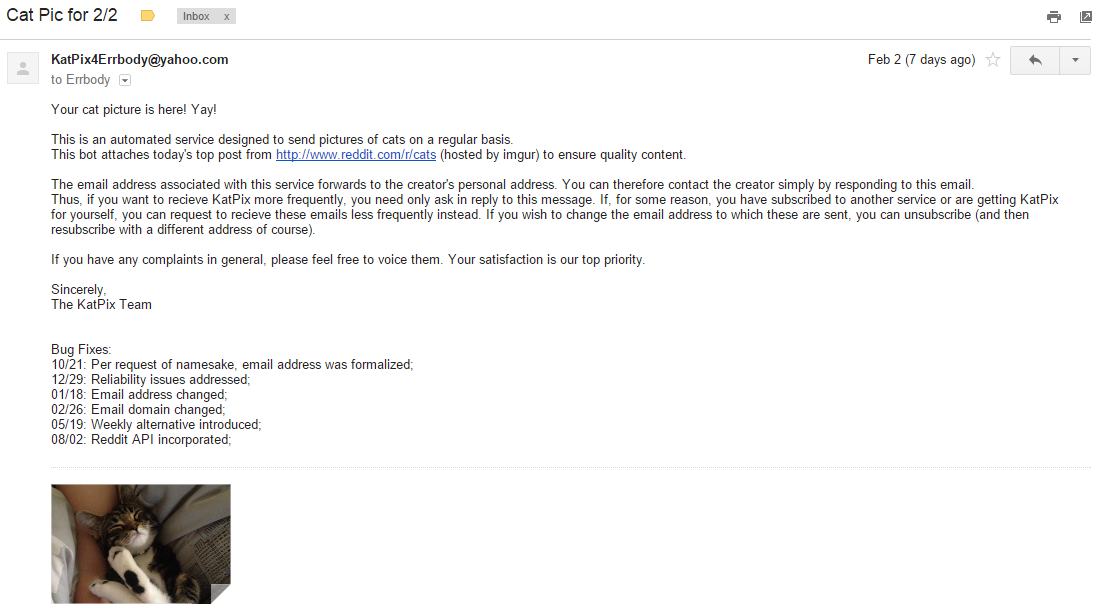 Cat Pic for 2/2
Inbox x
KatPix4Errbody@yahoo.com
Feb 2 (7 days ago)
to Errbody
Your cat picture is here! Yay!
This is an automated service designed to send pictures of cats on a regular basis.
This bot attaches today's top post from http://www.reddit.com/r/cats (hosted by imgur) to ensure quality content.
The email address associated with this service forwards to the creator's personal address. You can therefore contact the creator simply by responding to this email.
Thus, if you want to recieve KatPix more frequently, you need only ask in reply to this message. If, for some reason, you have subscribed to another service or are getting KatPix
for yourself, you can request to recieve these emails less frequently instead. If you wish to change the email address to which these are sent, you can unsubscribe (and then
resubscribe with a different address of course).
If you have any complaints in general, please feel free to voice them. Your satisfaction is our top priority.
Sincerely,
The KatPix Team
Bug Fixes:
10/21: Per request of namesake, email address was formalized;
12/29: Reliability issues addressed;
01/18: Email address changed;
02/26: Email domain changed;
05/19: Weekly alternative introduced;
08/02: Reddit API incorporated;